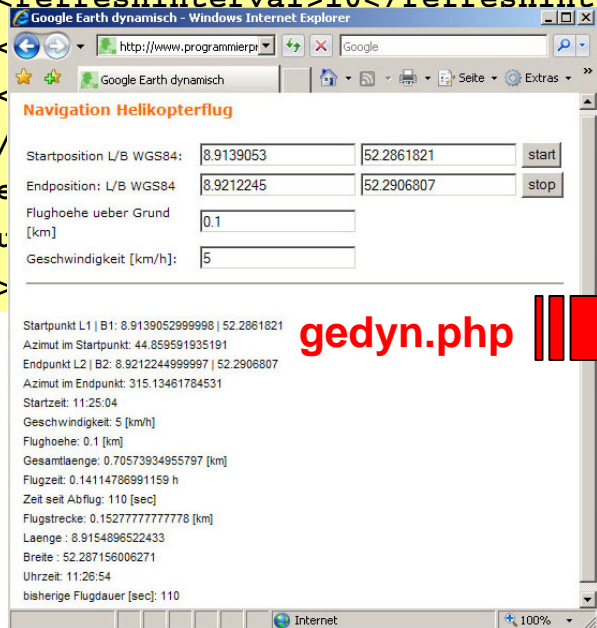 <refreshInterval>10</refreshInt
Google Earth dynamisch - Windows Internet Explorer
http://www.programmierpr
Google
Google Earth dynamisch
Seite
Extras
»
Navigation Helikopterflug
Startposition L/B WGS84: 8.9139053 52.2861821 start
Endposition: L/B WGS84 8.9212245 52.2906807 stop
Flughoehe ueber Grund
[km] 0.1
Geschwindigkeit [km/h]: 5
Startpunkt L1 | B1: 8.9139052999998 | 52.2861821
Azimut im Startpunkt: 44.859591935191
Endpunkt L2 | B2: 8.9212244999997 | 52.2906807
Azimut im Endpunkt: 315.13461784531
Startzeit: 11:25:04
Geschwindigkeit: 5 [km/h]
Flughoehe: 0.1 [km]
Gesamtlaenge: 0.70573934955797 [km]
Flugzeit: 0.14114786991159 h
Zeit seit Abflug: 110 [sec]
Flugstrecke: 0.15277777777778 [km]
Laenge : 8.9154896522433
Breite : 52.287156006271
Uhrzeit: 11:26:54
bisherige Flugdauer [sec]: 110
gedyn.php
Internet
100%